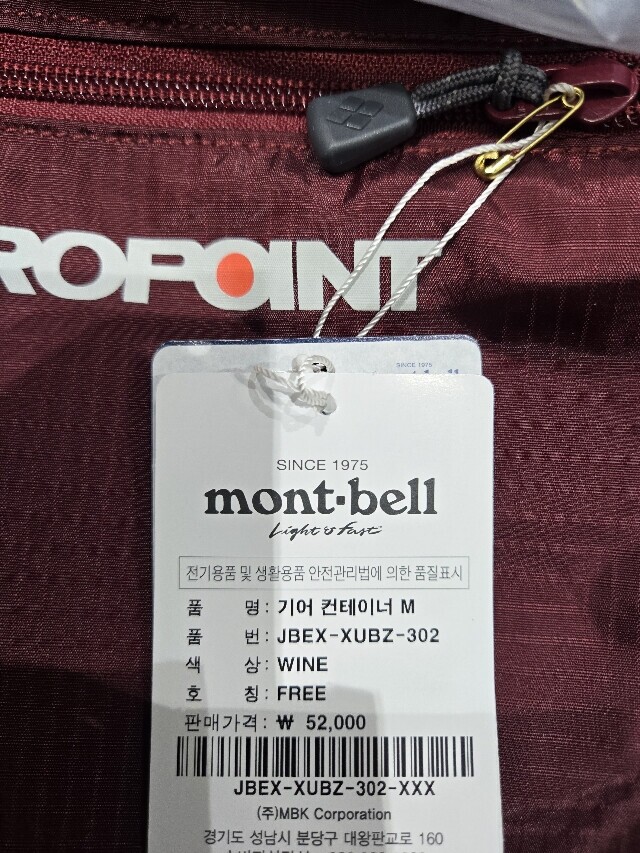 ROPOINT
SINCE 1975
SINCE 1975
mont·bell
Light & Fast
전기용품 및 생활용품 안전관리법에 의한 품질표시
품 명: 기어 컨테이너 M
품 번: JBEX-XUBZ-302
색 상: WINE
호 칭: FREE
판매가격: ₩ 52,000
JBEX-XUBZ-302-XXX
(주)MBK Corporation
경기도 성남시 분당구 대왕판교로 160